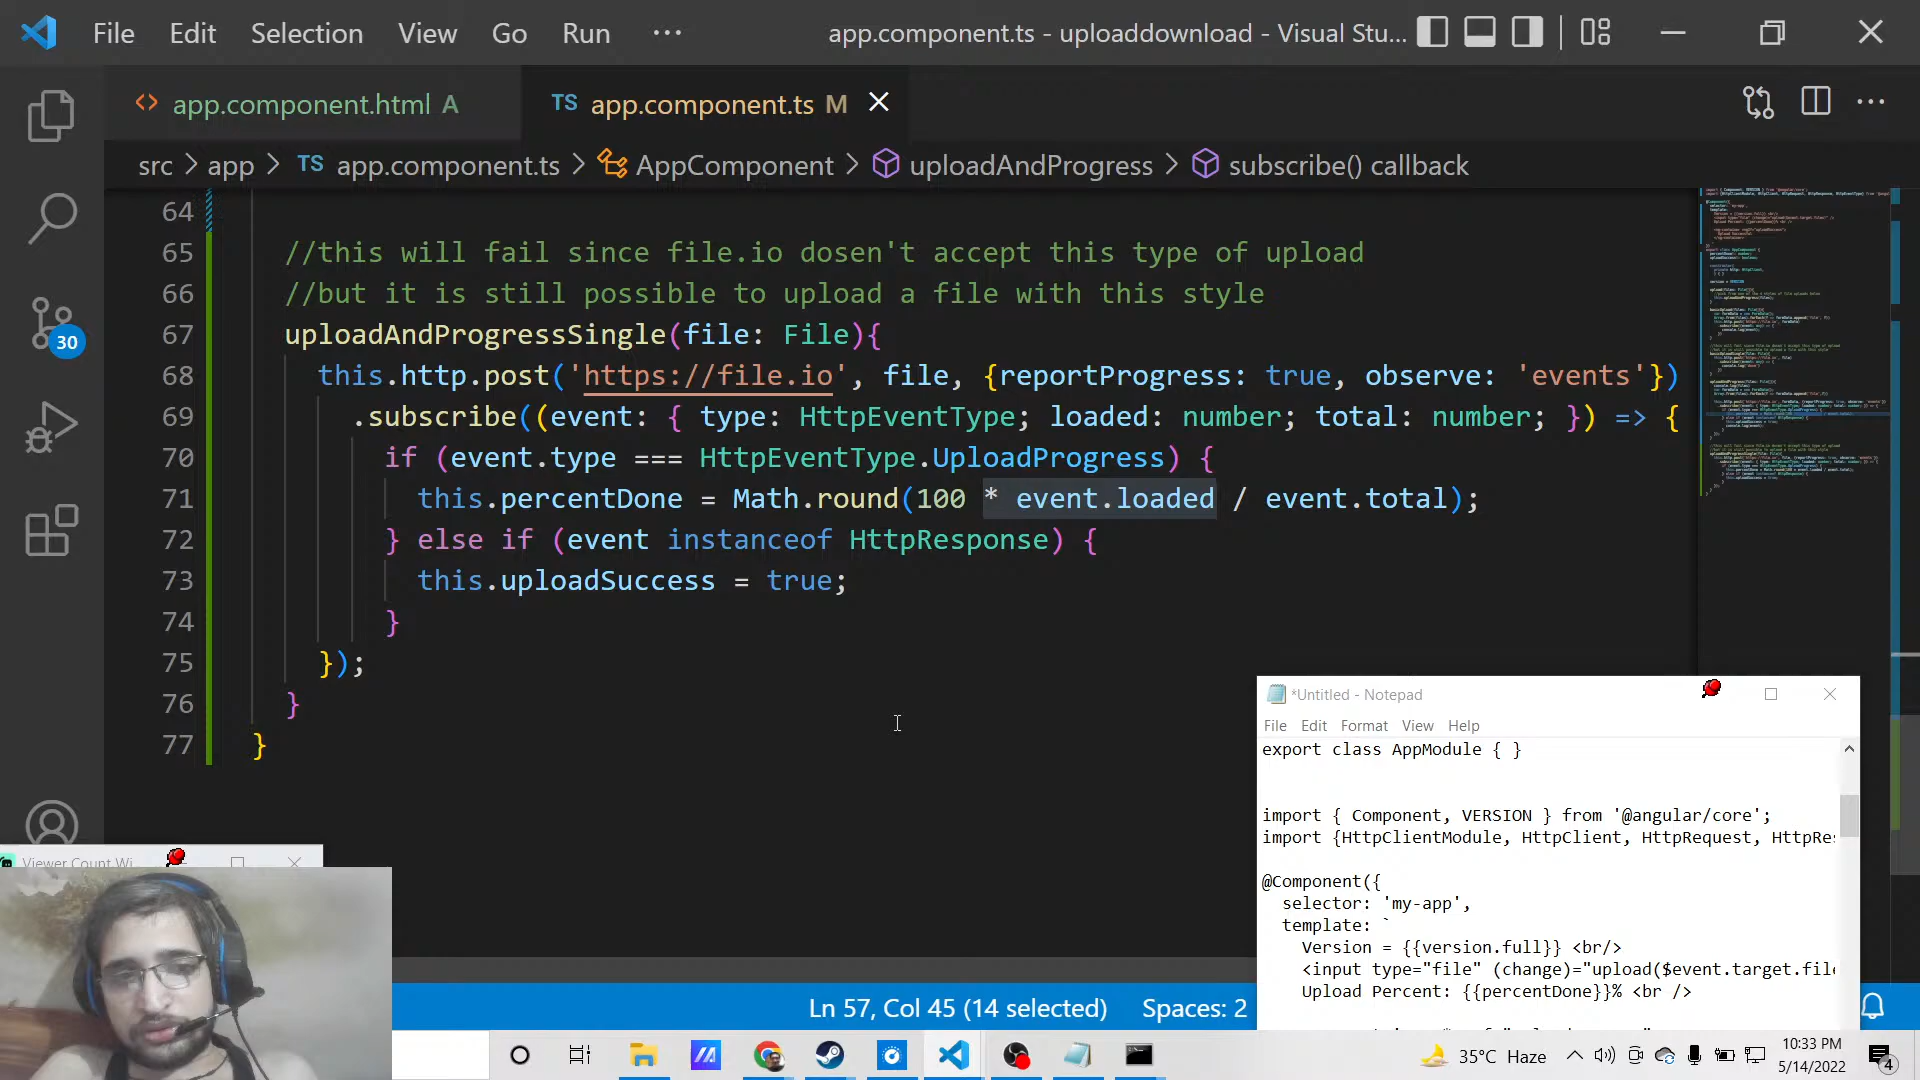 File Edit Selection View Go Run ··· app.component.ts - uploaddownload - Visual Stu...
app.component.html A TS app.component.ts M
src > app > TS app.component.ts > AppComponent > uploadAndProgress > subscribe() callback
64
65 //this will fail since file.io dosen't accept this type of upload
66 //but it is still possible to upload a file with this style
67 uploadAndProgressSingle(file: File){
68 this.http.post('https://file.io', file, {reportProgress: true, observe: 'events'})
69 .subscribe((event: { type: HttpEventType; loaded: number; total: number; }) => {
70 if (event.type === HttpEventType.UploadProgress) {
71 this.percentDone = Math.round(100 * event.loaded / event.total);
72 } else if (event instanceof HttpResponse) {
73 this.uploadSuccess = true;
74 }
75 });
76 }
77 }
30
*Untitled - Notepad
File Edit Format View Help
export class AppModule { }
import { Component, VERSION } from '@angular/core';
import {HttpClientModule, HttpClient, HttpRequest, HttpRes
@Component({
selector: 'my-app',
template: `
Version = {{version.full}} <br/>
<input type="file" (change)="upload($event.target.file
Upload Percent: {{percentDone}}% <br />
Viewer Count Wi
Ln 57, Col 45 (14 selected) Spaces: 2
35°C Haze
10:33 PM
5/14/2022
4